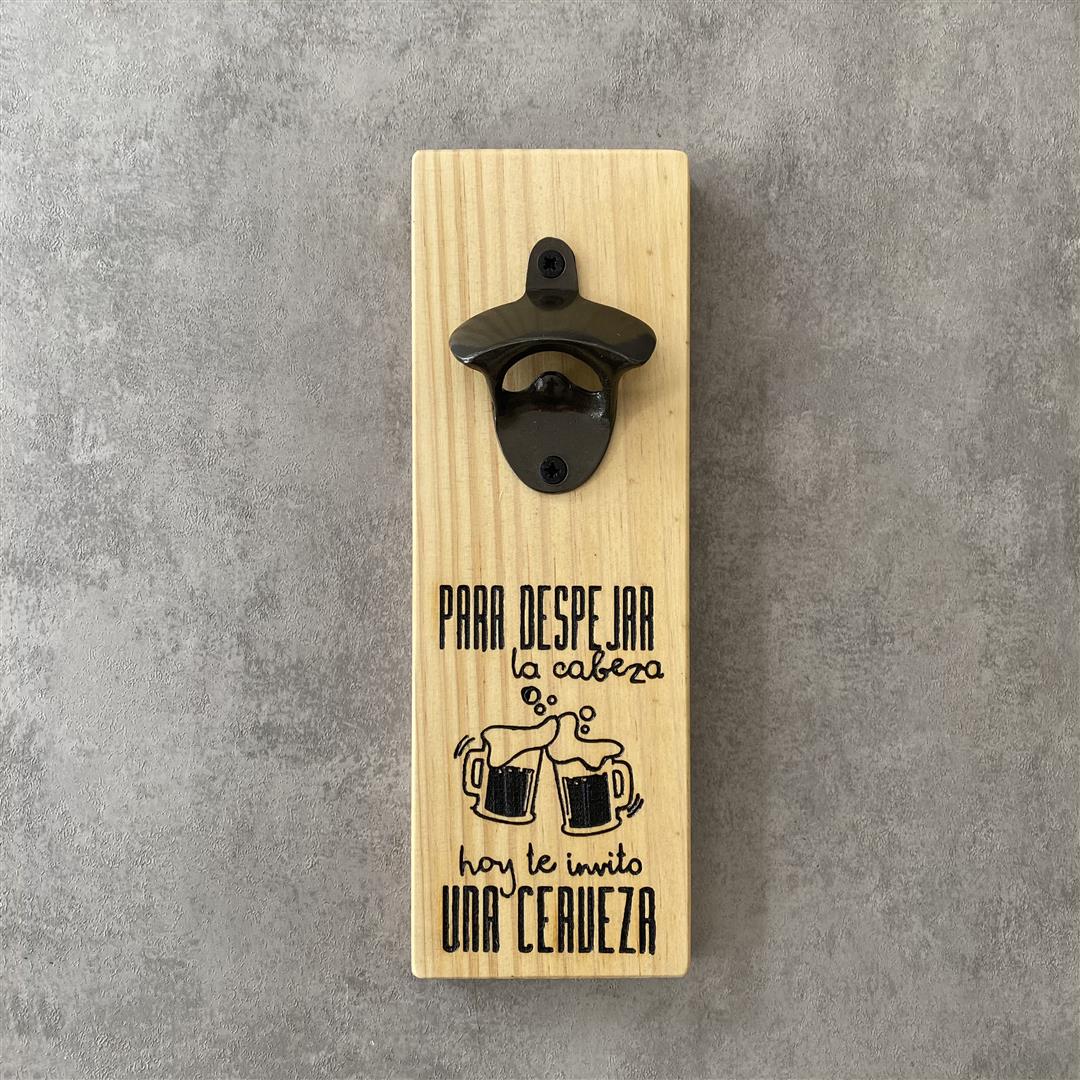 PARA DESPEJAR
la cabeza
hoy te invito
UNA CERVEZA